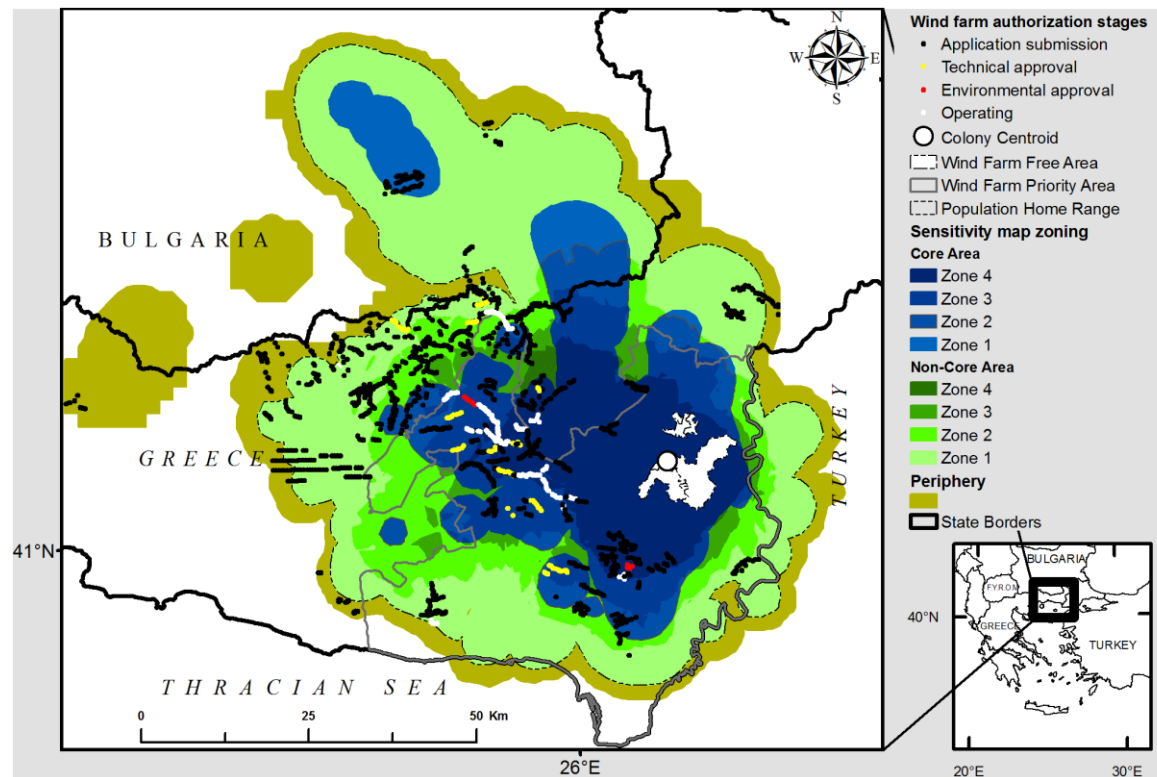 N
W
E
S
BULGARIA
GREECE
TURKEY
41°N
THRACIAN SEA
0
25
50 Km
26°E
Wind farm authorization stages
Application submission
Technical approval
Environmental approval
Operating
Colony Centroid
Wind Farm Free Area
Wind Farm Priority Area
Population Home Range
Sensitivity map zoning
Core Area
Zone 4
Zone 3
Zone 2
Zone 1
Non-Core Area
Zone 4
Zone 3
Zone 2
Zone 1
Periphery
State Borders
BULGARIA
F.Y.R.O.M
40°N
GREECE
TURKEY
20°E
30°E